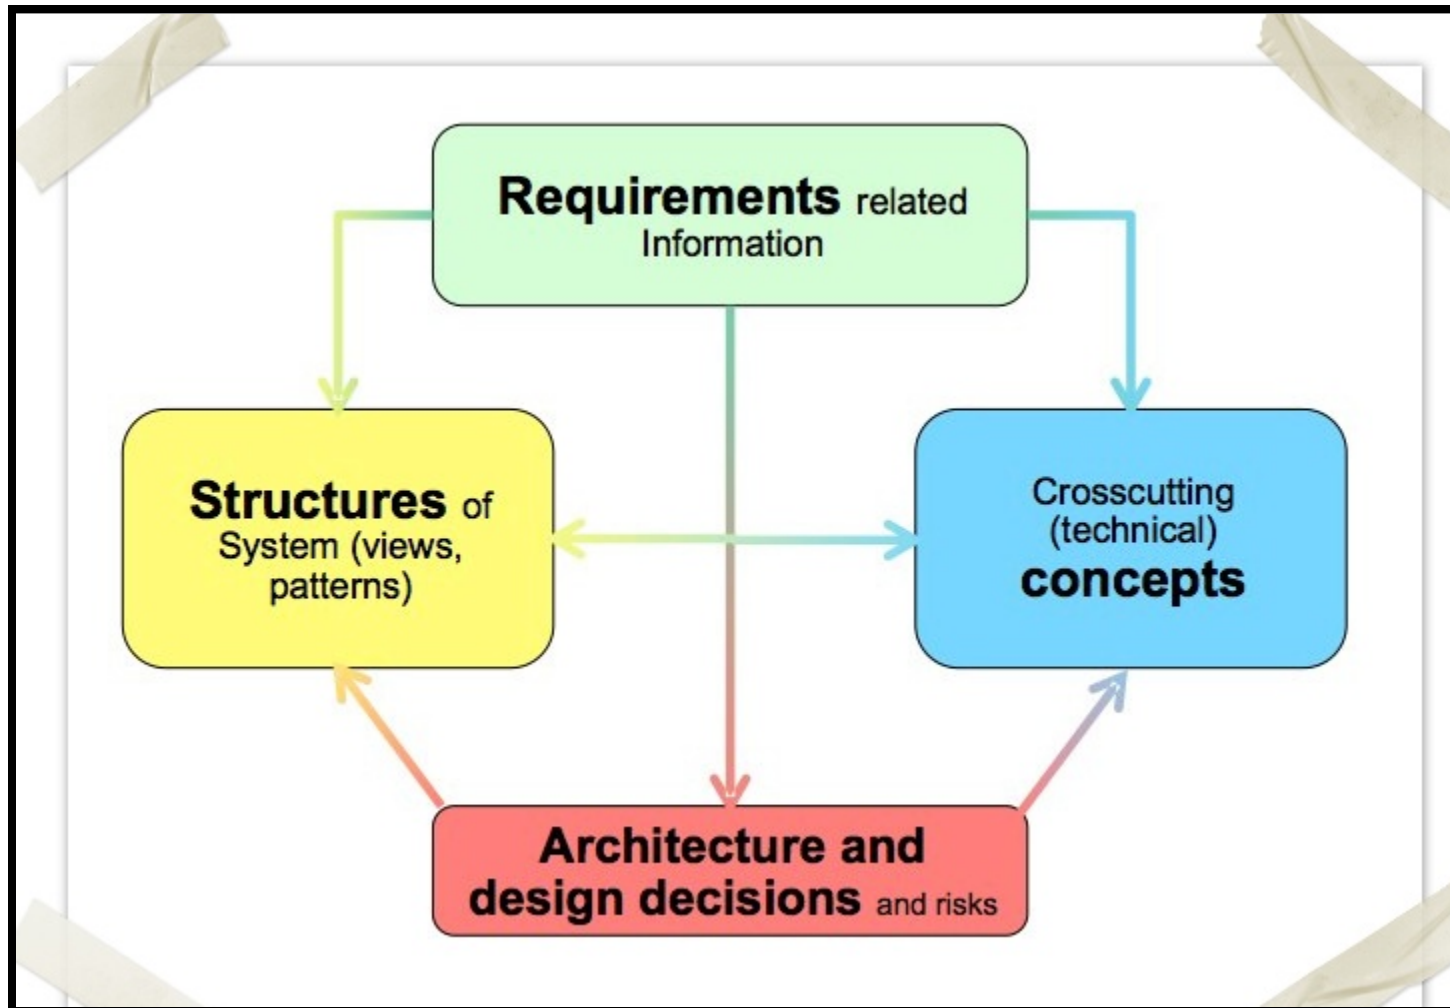 Requirements related
Information
Structures of
System (views,
patterns)
Crosscutting
(technical)
concepts
Architecture and
design decisions and risks